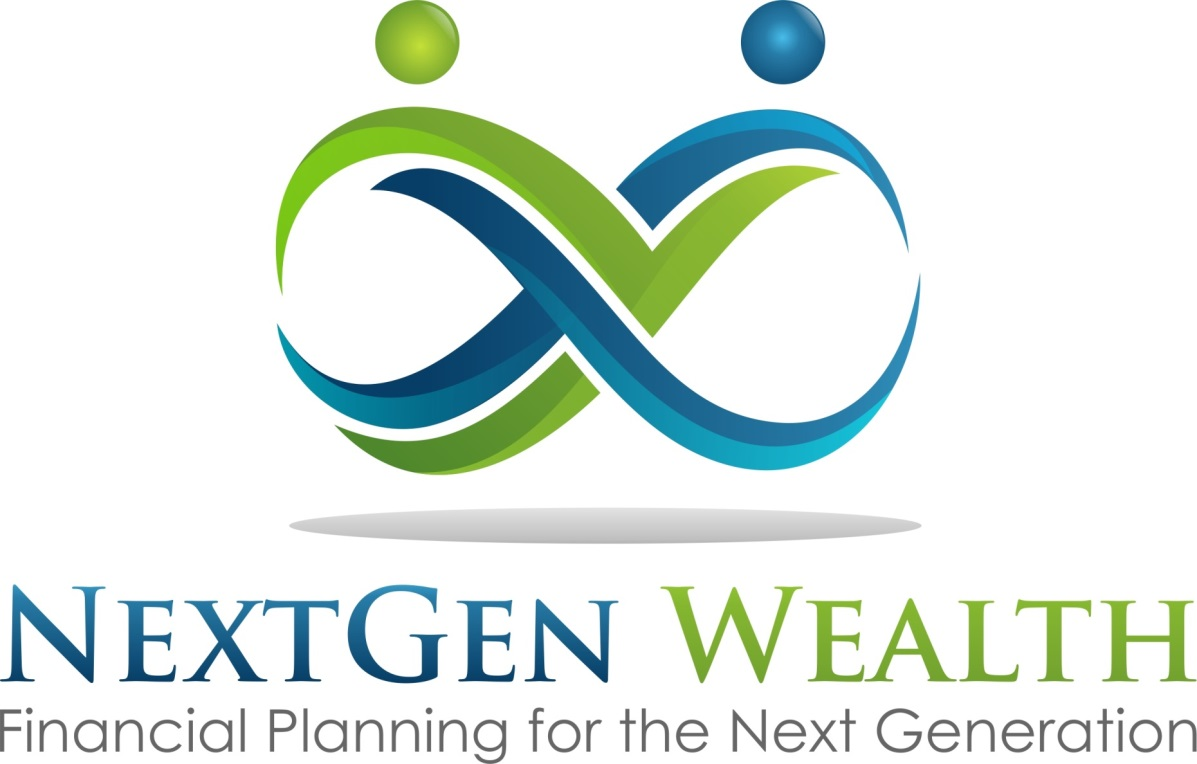 NextGen Wealth
Financial Planning for the Next Generation